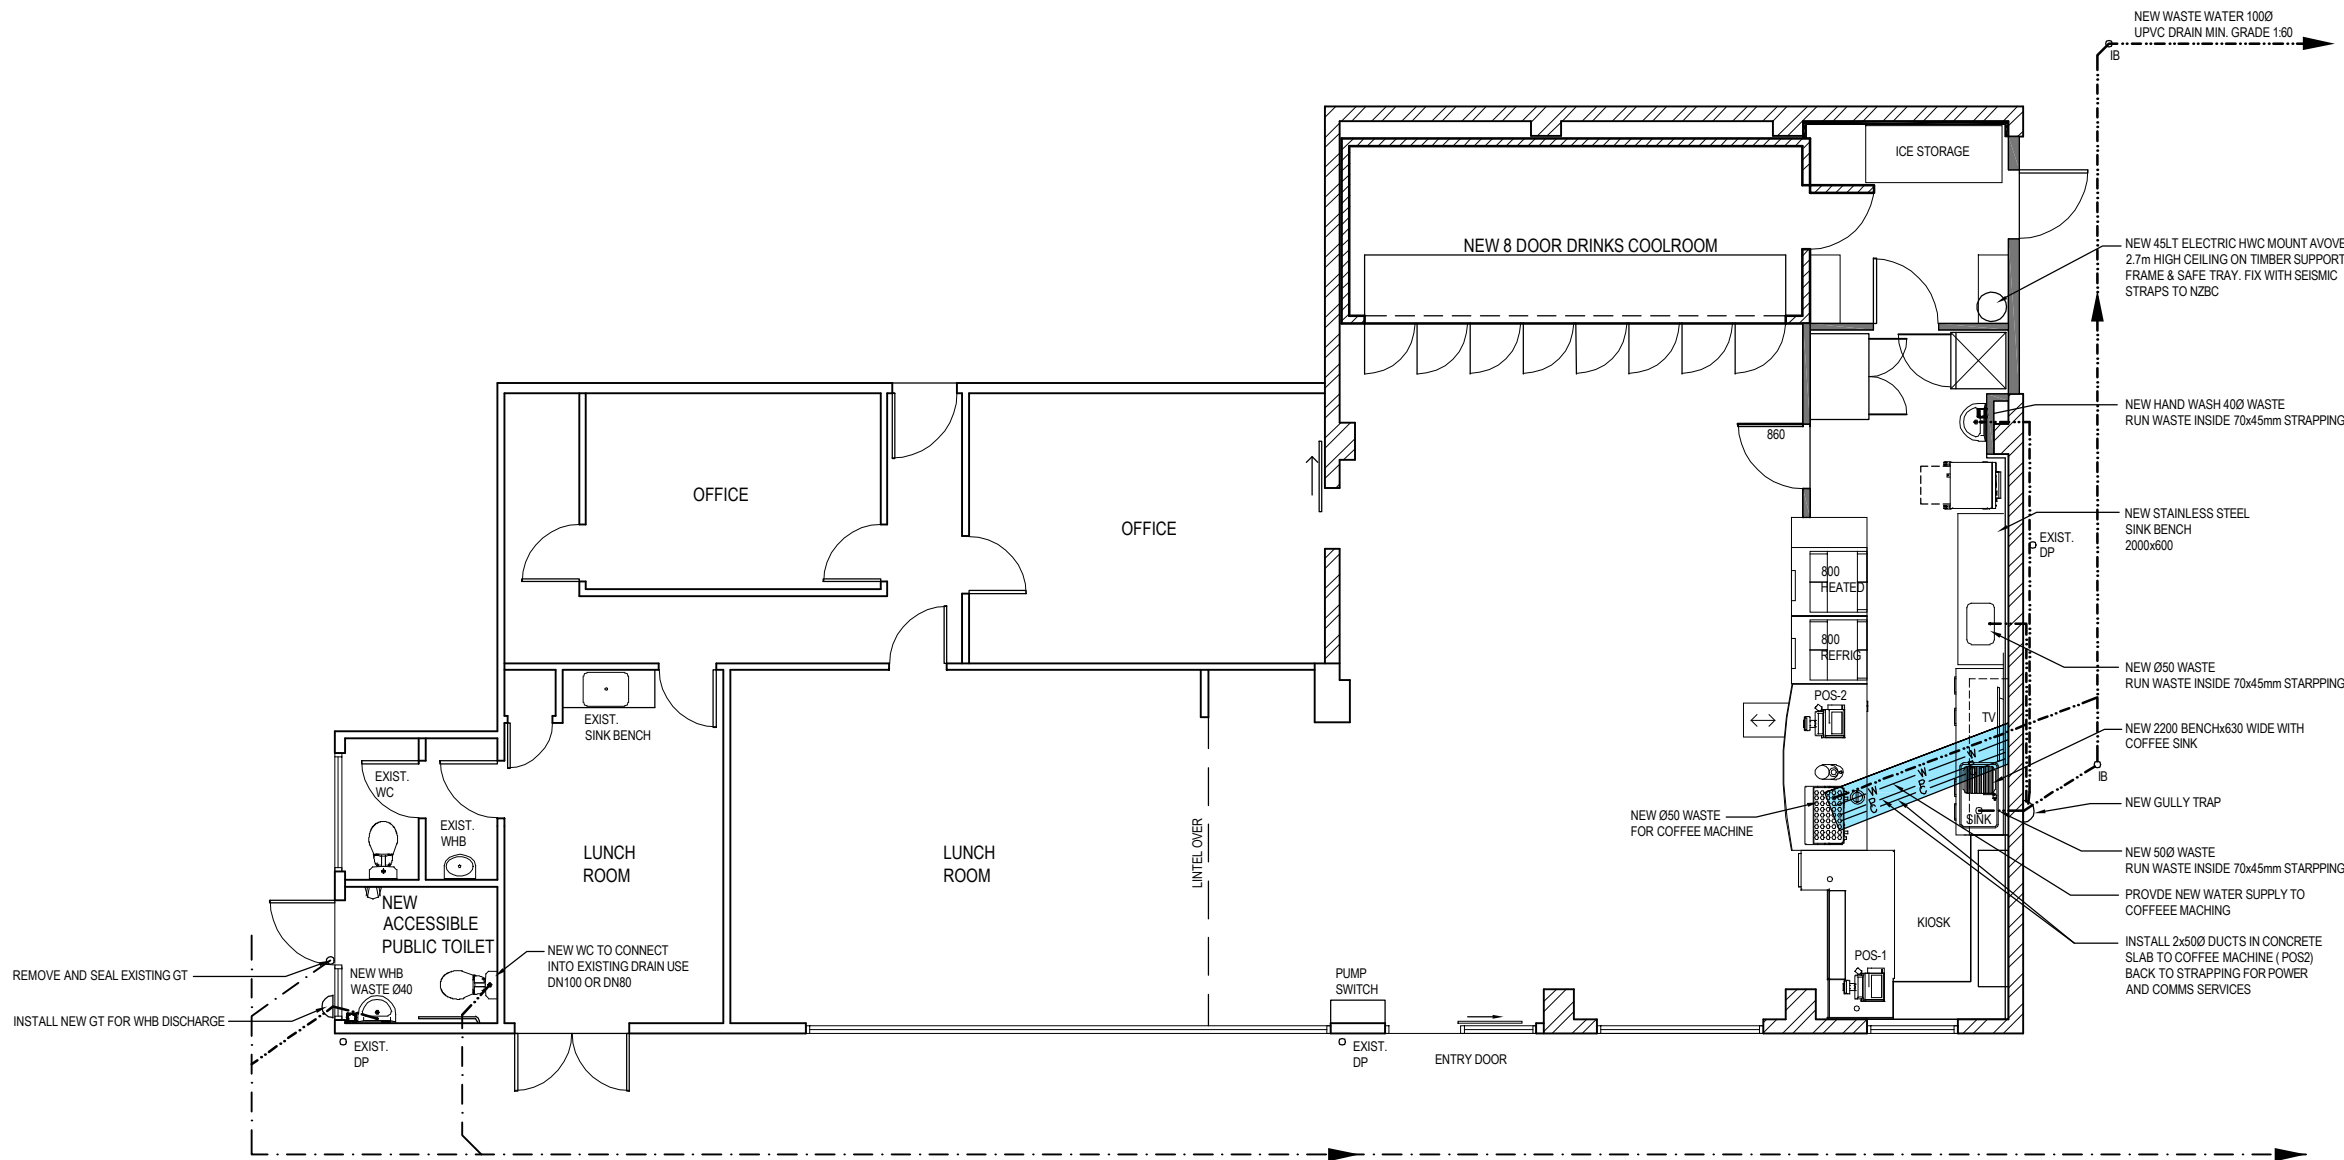 NEW WASTE WATER 100Ø
UPVC DRAIN MIN. GRADE 1:60
IB
ICE STORAGE
NEW 8 DOOR DRINKS COOLROOM
NEW 45LT ELECTRIC HWC MOUNT AVOVE
2.7m HIGH CEILING ON TIMBER SUPPORT
FRAME & SAFE TRAY. FIX WITH SEISMIC
STRAPS TO NZBC
NEW HAND WASH 40Ø WASTE
RUN WASTE INSIDE 70x45mm STRAPPING
860
OFFICE
OFFICE
NEW STAINLESS STEEL
SINK BENCH
2000x600
EXIST.
DP
800
HEATED
800
REFRIG
NEW Ø50 WASTE
RUN WASTE INSIDE 70x45mm STARPPING
POS-2
TV
EXIST.
SINK BENCH
NEW 2200 BENCHx630 WIDE WITH
COFFEE SINK
W
P
C
W
P
C
W
IB
EXIST.
WC
EXIST.
WHB
NEW GULLY TRAP
NEW Ø50 WASTE
FOR COFFEE MACHINE
SINK
LUNCH
ROOM
LUNCH
ROOM
LINTEL OVER
NEW 50Ø WASTE
RUN WASTE INSIDE 70x45mm STARPPING
PROVDE NEW WATER SUPPLY TO
COFFEEE MACHING
NEW
ACCESSIBLE
PUBLIC TOILET
KIOSK
INSTALL 2x50Ø DUCTS IN CONCRETE
SLAB TO COFFEE MACHINE ( POS2)
BACK TO STRAPPING FOR POWER
AND COMMS SERVICES
NEW WC TO CONNECT
INTO EXISTING DRAIN USE
DN100 OR DN80
POS-1
REMOVE AND SEAL EXISTING GT
NEW WHB
WASTE Ø40
PUMP
SWITCH
INSTALL NEW GT FOR WHB DISCHARGE
EXIST.
DP
EXIST.
DP
ENTRY DOOR